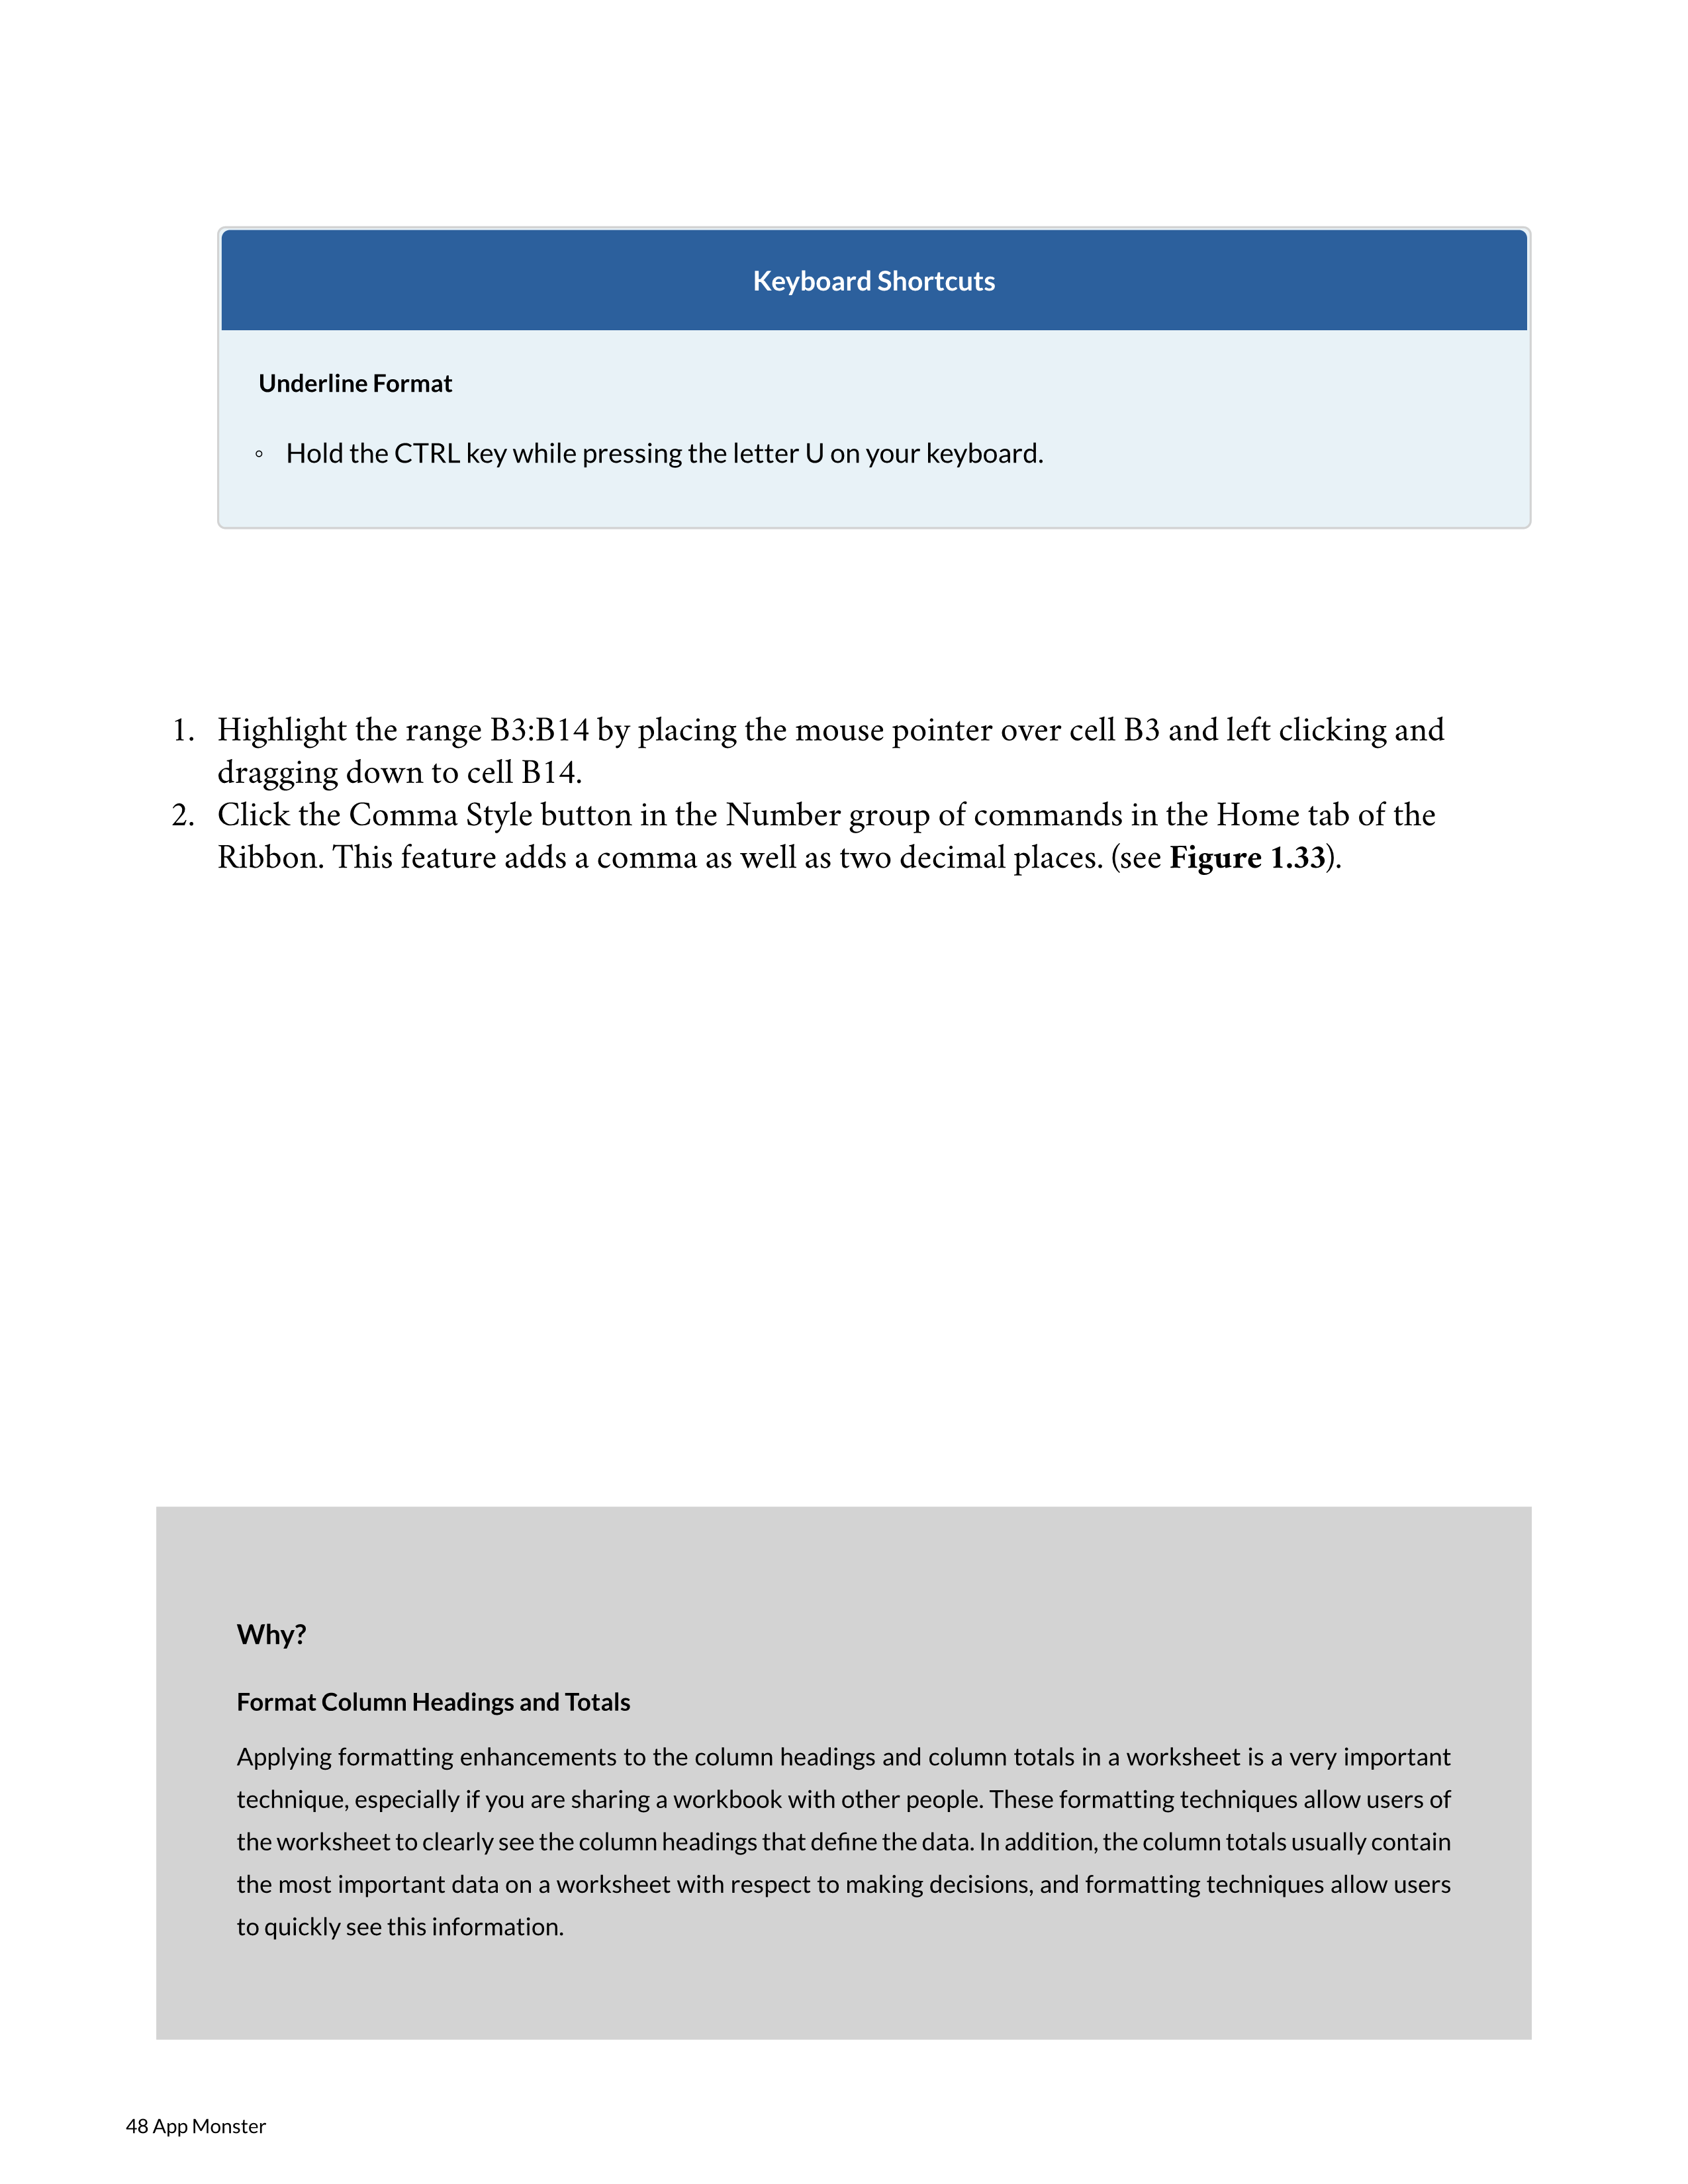 Keyboard Shortcuts
Underline Format
◦ Hold the CTRL key while pressing the letter U on your keyboard.
1. Highlight the range B3:B14 by placing the mouse pointer over cell B3 and left clicking and
dragging down to cell B14.
2. Click the Comma Style button in the Number group of commands in the Home tab of the
Ribbon. This feature adds a comma as well as two decimal places. (see Figure 1.33).
Why?
Format Column Headings and Totals
Applying formatting enhancements to the column headings and column totals in a worksheet is a very important
technique, especially if you are sharing a workbook with other people. These formatting techniques allow users of
the worksheet to clearly see the column headings that define the data. In addition, the column totals usually contain
the most important data on a worksheet with respect to making decisions, and formatting techniques allow users
to quickly see this information.
48 App Monster